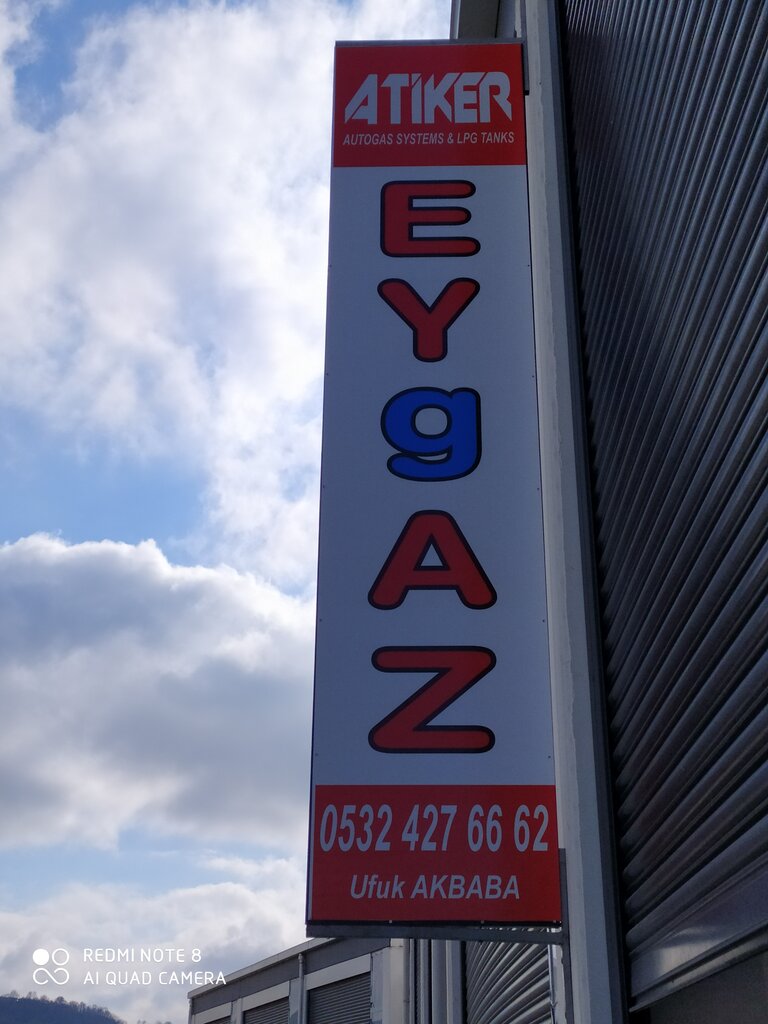 ATİKER
AUTOGAS SYSTEMS & LPG TANKS
E
Y
g
A
Z
0532 427 66 62
Ufuk AKBABA
REDMI NOTE 8
AI QUAD CAMERA